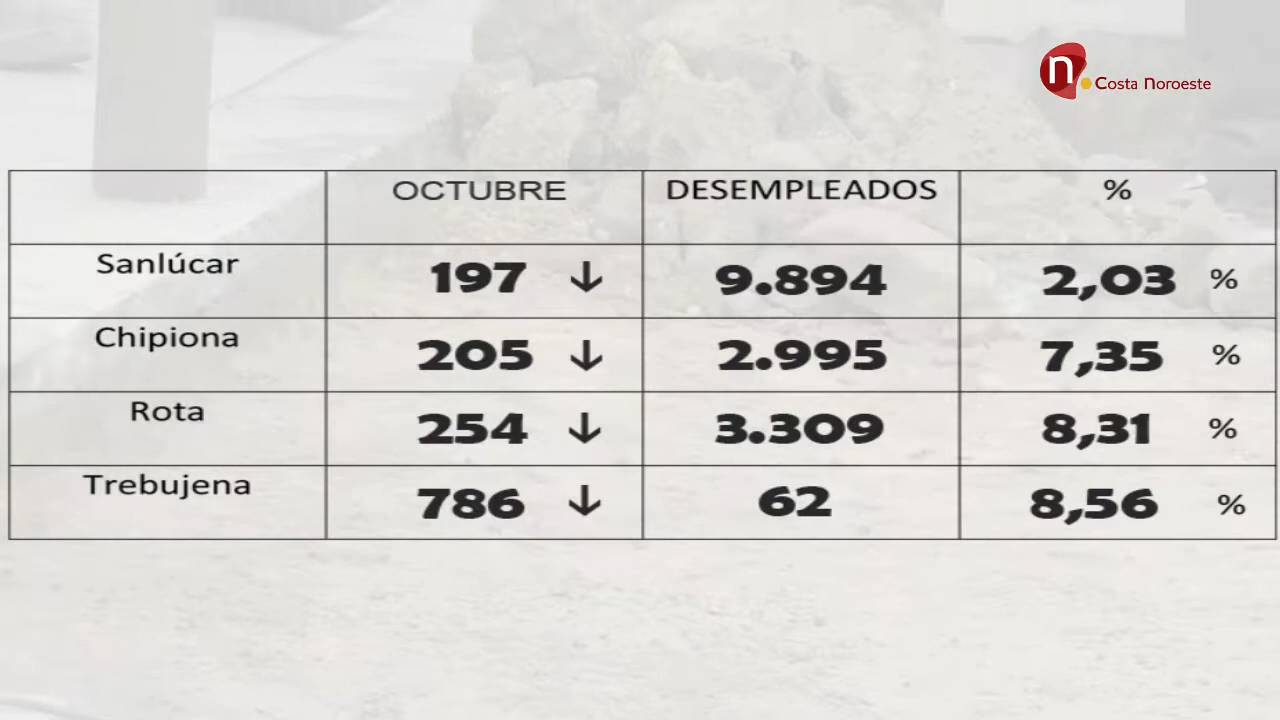 n Costa Noroeste
OCTUBRE DESEMPLEADOS %
Sanlúcar 197 ↓ 9.894 2,03 %
Chipiona 205 ↓ 2.995 7,35 %
Rota 254 ↓ 3.309 8,31 %
Trebujena 786 ↓ 62 8,56 %